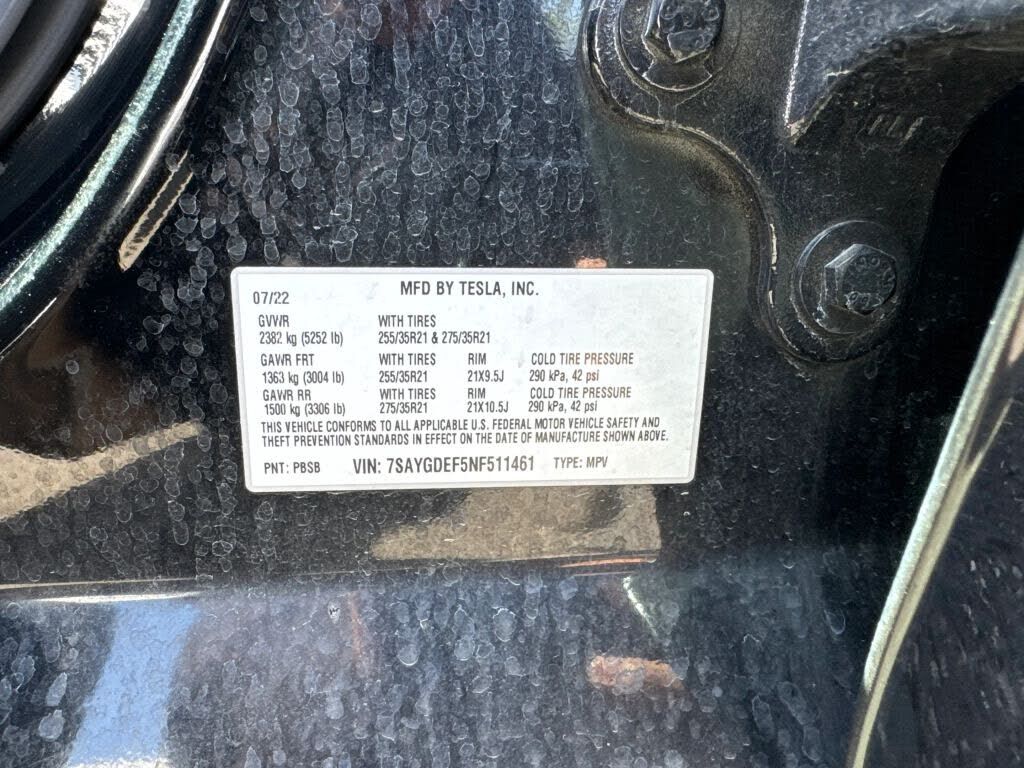 MFD BY TESLA, INC.
07/22
GVWR WITH TIRES
2382 kg (5252 lb) 255/35R21 & 275/35R21
GAWR FRT WITH TIRES RIM COLD TIRE PRESSURE
1363 kg (3004 lb) 255/35R21 21X9.5J 290 kPa, 42 psi
GAWR RR WITH TIRES RIM COLD TIRE PRESSURE
1500 kg (3306 lb) 275/35R21 21X10.5J 290 kPa, 42 psi
THIS VEHICLE CONFORMS TO ALL APPLICABLE U.S. FEDERAL MOTOR VEHICLE SAFETY AND
THEFT PREVENTION STANDARDS IN EFFECT ON THE DATE OF MANUFACTURE SHOWN ABOVE.
PNT: PBSB VIN: 7SAYGDEF5NF511461 TYPE: MPV